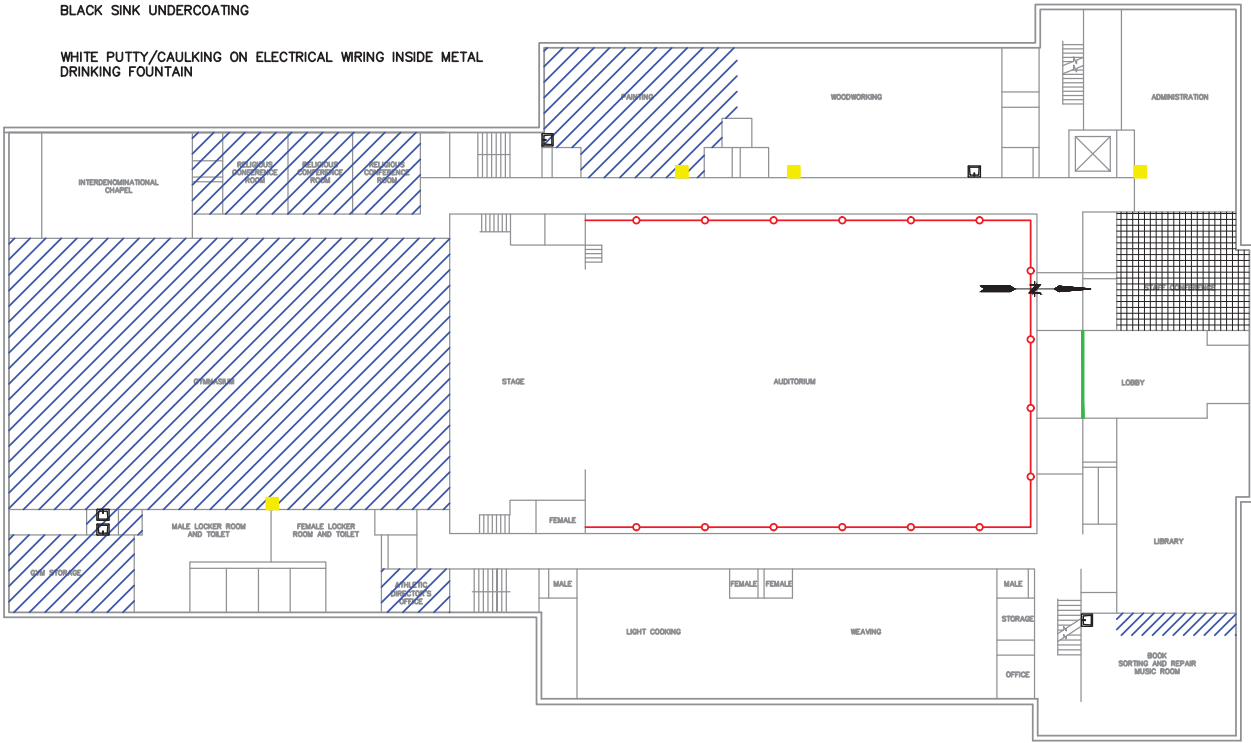 BLACK SINK UNDERCOATING
WHITE PUTTY/CAULKING ON ELECTRICAL WIRING INSIDE METAL
DRINKING FOUNTAIN
PAINTING
WOODWORKING
ADMINISTRATION
INTERDENOMINATIONAL
CHAPEL
RELIGIOUS
CONFERENCE
ROOM
RELIGIOUS
CONFERENCE
ROOM
RELIGIOUS
CONFERENCE
ROOM
STAFF CONFERENCE
N
GYMNASIUM
STAGE
AUDITORIUM
LOBBY
MALE LOCKER ROOM
AND TOILET
FEMALE LOCKER
ROOM AND TOILET
FEMALE
LIBRARY
GYM STORAGE
ATHLETIC
DIRECTOR'S
OFFICE
MALE
FEMALE
FEMALE
MALE
LIGHT COOKING
WEAVING
STORAGE
OFFICE
BOOK
SORTING AND REPAIR
MUSIC ROOM